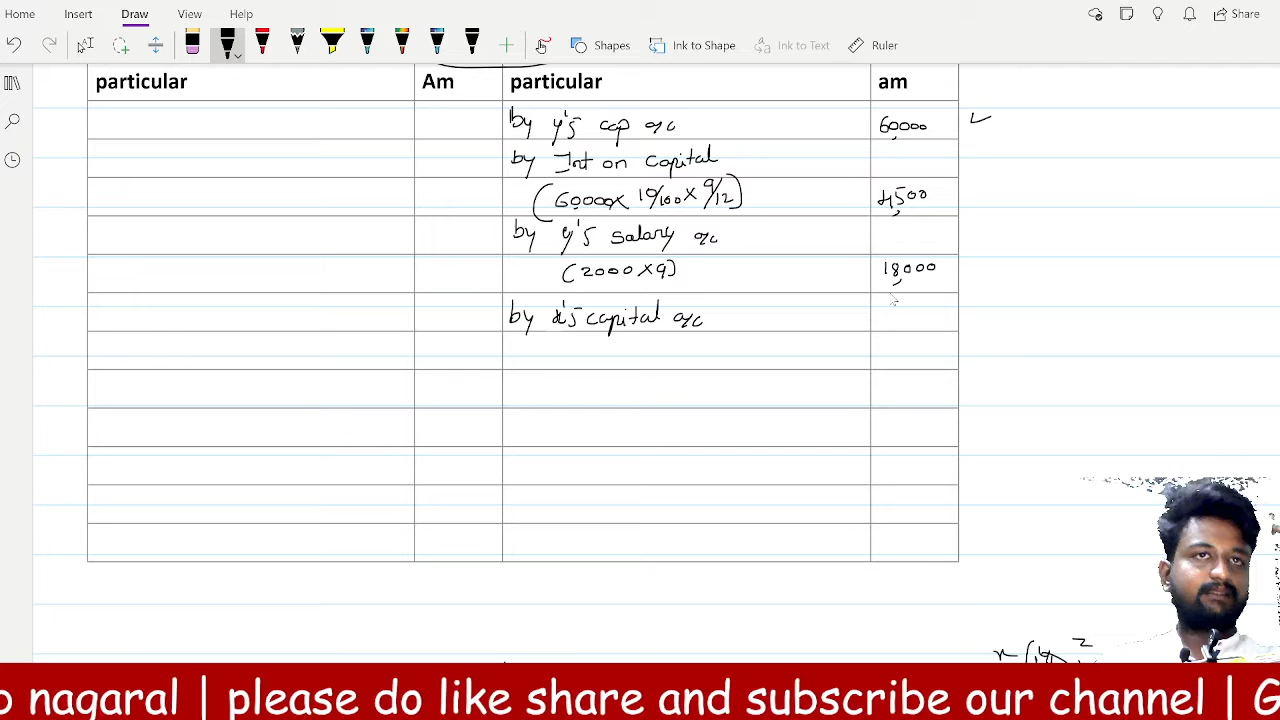 Home Insert Draw View Help Share
Shapes Ink to Shape Ink to Text Ruler
particular Am particular am
by y's cap a/c 60000
by Int on capital
(60000 x 10/100 x 9/12) 4500
by y's salary a/c
(2000 x 9) 18000
by x's capital a/c
o nagaral | please do like share and subscribe our channel | G